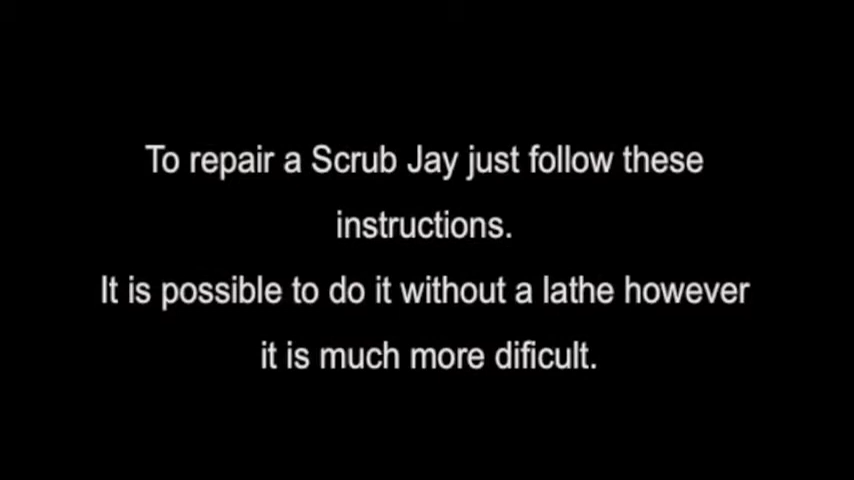 To repair a Scrub Jay just follow these
instructions.
It is possible to do it without a lathe however
it is much more dificult.